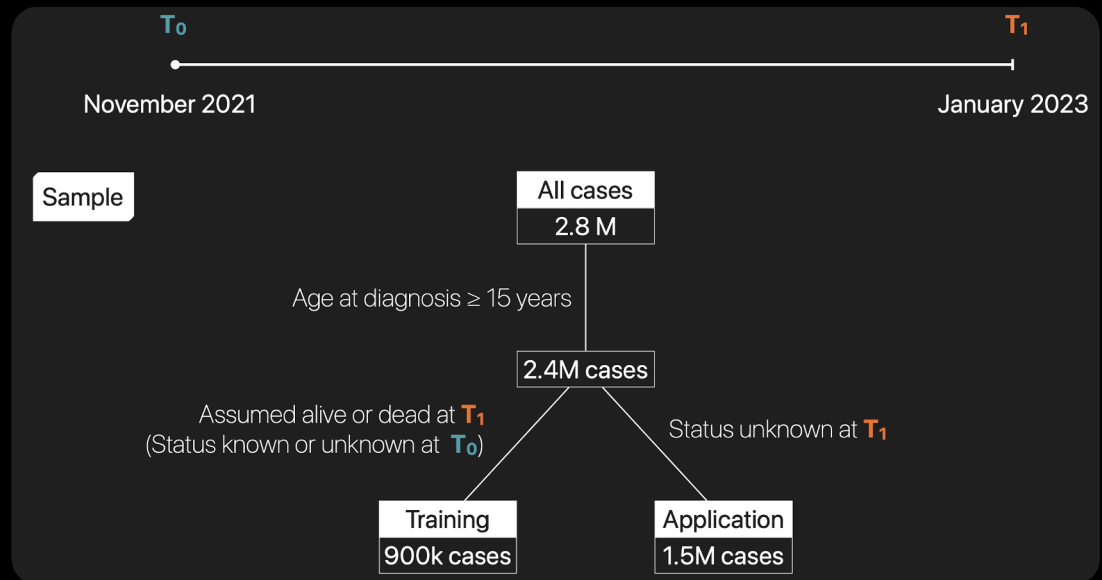 T₀
T₁
November 2021
January 2023
Sample
All cases
2.8 M
Age at diagnosis ≥ 15 years
2.4M cases
Assumed alive or dead at T₁
(Status known or unknown at T₀)
Status unknown at T₁
Training
900k cases
Application
1.5M cases